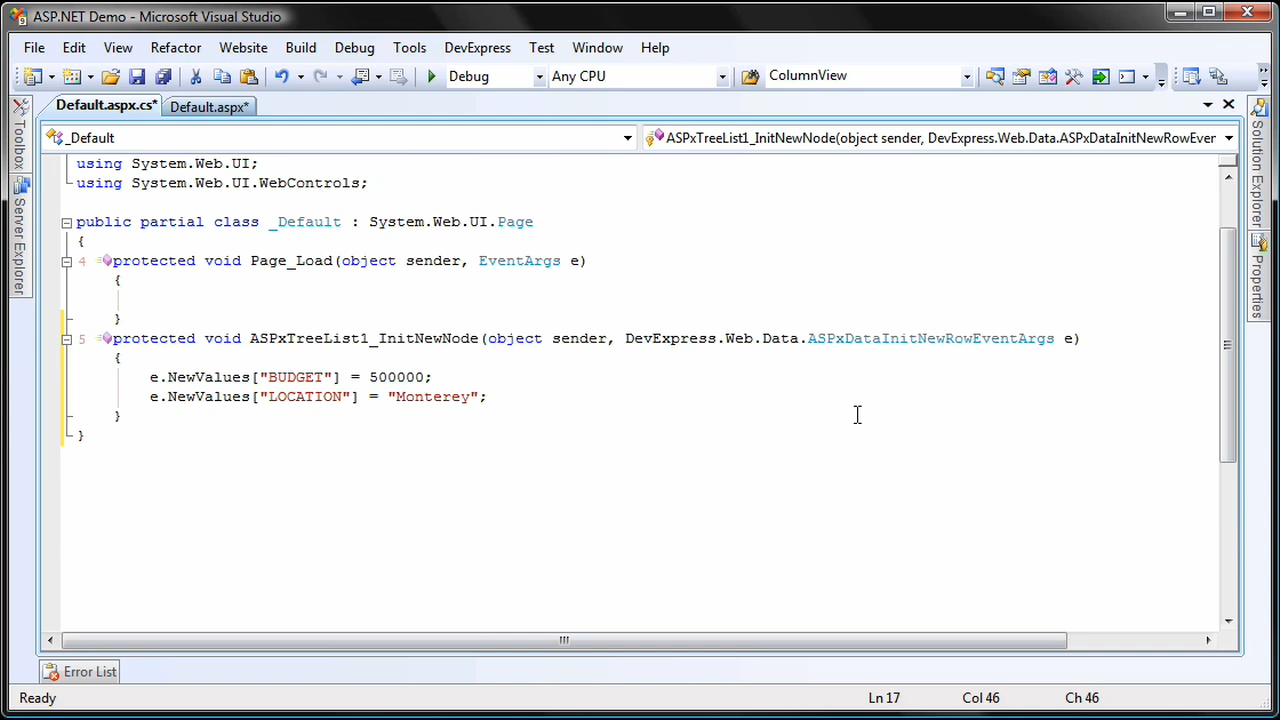 ASP.NET Demo - Microsoft Visual Studio
File Edit View Refactor Website Build Debug Tools DevExpress Test Window Help
Debug Any CPU ColumnView
Default.aspx.cs* Default.aspx*
_Default ASPxTreeList1_InitNewNode(object sender, DevExpress.Web.Data.ASPxDataInitNewRowEver
Toolbox
Server Explorer
Solution Explorer
Properties
using System.Web.UI;
using System.Web.UI.WebControls;
public partial class _Default : System.Web.UI.Page
{
4 protected void Page_Load(object sender, EventArgs e)
{
}
5 protected void ASPxTreeList1_InitNewNode(object sender, DevExpress.Web.Data.ASPxDataInitNewRowEventArgs e)
{
e.NewValues["BUDGET"] = 500000;
e.NewValues["LOCATION"] = "Monterey";
}
}
Error List
Ready Ln 17 Col 46 Ch 46